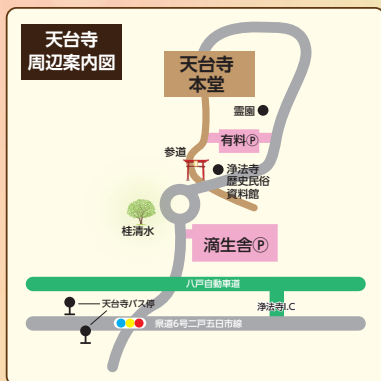 天台寺
周辺案内図
天台寺
本堂
霊園
有料Ⓟ
参道
浄法寺
歴史民俗
資料館
桂清水
滴生舎Ⓟ
八戸自動車道
天台寺バス停
浄法寺I.C
県道6号二戸五日市線